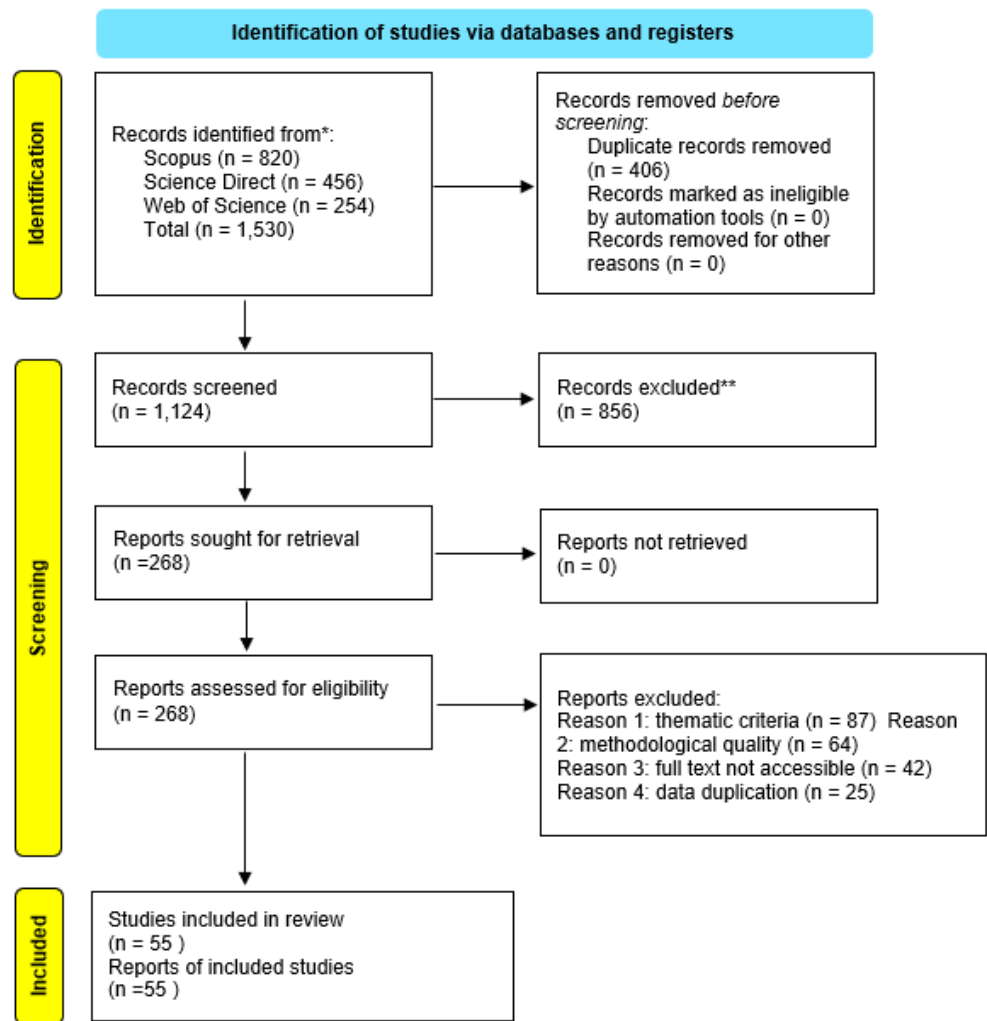 Identification of studies via databases and registers
Identification
Records identified from*:
Scopus (n = 820)
Science Direct (n = 456)
Web of Science (n = 254)
Total (n = 1,530)
Records removed before
screening:
Duplicate records removed
(n = 406)
Records marked as ineligible
by automation tools (n = 0)
Records removed for other
reasons (n = 0)
Screening
Records screened
(n = 1,124)
Records excluded**
(n = 856)
Reports sought for retrieval
(n =268)
Reports not retrieved
(n = 0)
Reports assessed for eligibility
(n = 268)
Reports excluded:
Reason 1: thematic criteria (n = 87)  Reason
2: methodological quality (n = 64)
Reason 3: full text not accessible (n = 42)
Reason 4: data duplication (n = 25)
Included
Studies included in review
(n = 55 )
Reports of included studies
(n =55 )